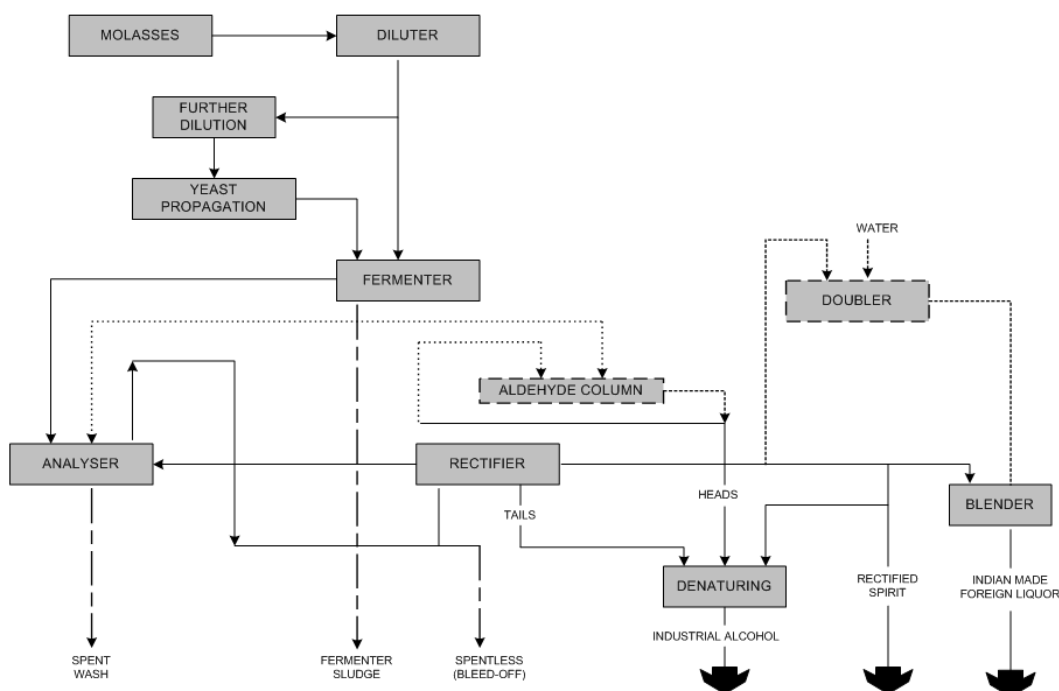 MOLASSES
DILUTER
FURTHER
DILUTION
YEAST
PROPAGATION
WATER
FERMENTER
DOUBLER
ALDEHYDE COLUMN
ANALYSER
RECTIFIER
HEADS
BLENDER
TAILS
DENATURING
RECTIFIED
SPIRIT
INDIAN MADE
FOREIGN LIQUOR
INDUSTRIAL ALCOHOL
SPENT
WASH
FERMENTER
SLUDGE
SPENTLESS
(BLEED-OFF)